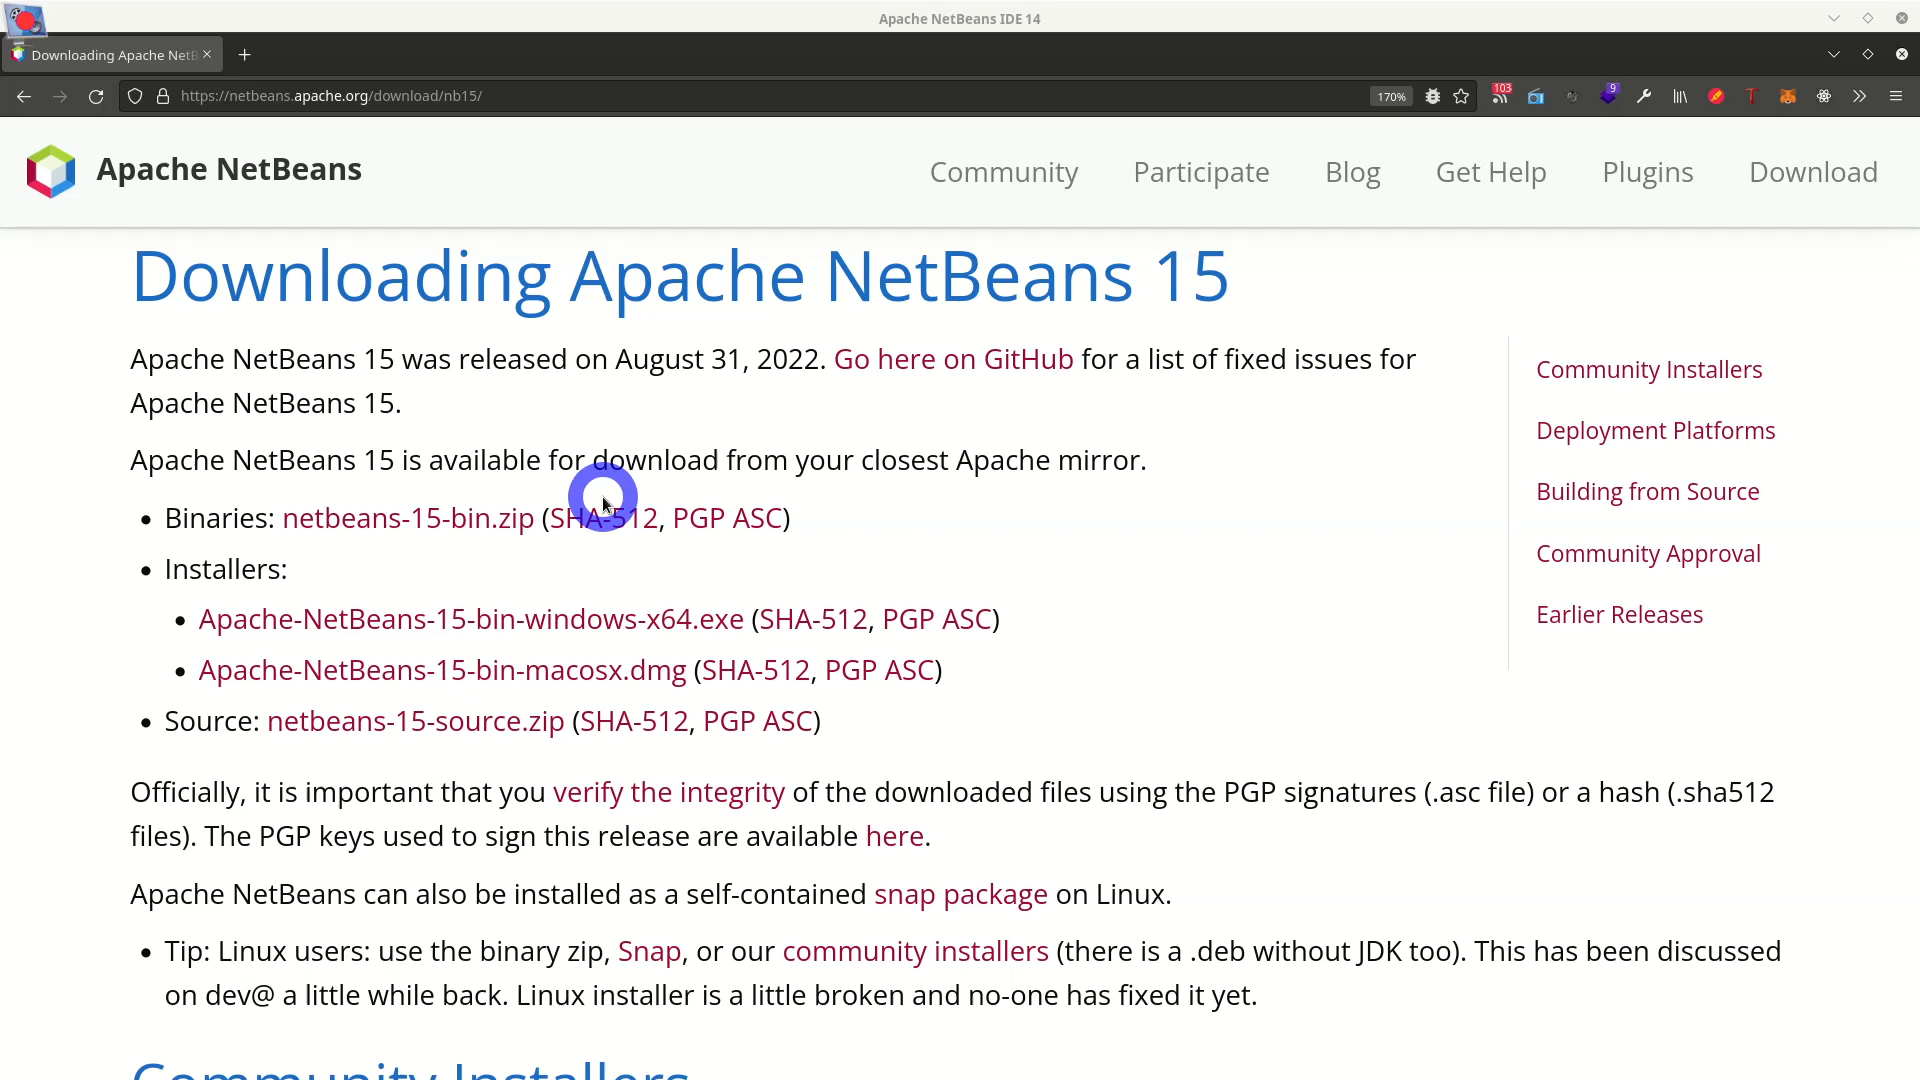 Apache NetBeans IDE 14
Downloading Apache NetB
https://netbeans.apache.org/download/nb15/
170%
103
9
Apache NetBeans
Community
Participate
Blog
Get Help
Plugins
Download
Downloading Apache NetBeans 15
Apache NetBeans 15 was released on August 31, 2022. Go here on GitHub for a list of fixed issues for
Apache NetBeans 15.
Apache NetBeans 15 is available for download from your closest Apache mirror.
• Binaries: netbeans-15-bin.zip (SHA-512, PGP ASC)
• Installers:
• Apache-NetBeans-15-bin-windows-x64.exe (SHA-512, PGP ASC)
• Apache-NetBeans-15-bin-macosx.dmg (SHA-512, PGP ASC)
• Source: netbeans-15-source.zip (SHA-512, PGP ASC)
Community Installers
Deployment Platforms
Building from Source
Community Approval
Earlier Releases
Officially, it is important that you verify the integrity of the downloaded files using the PGP signatures (.asc file) or a hash (.sha512
files). The PGP keys used to sign this release are available here.
Apache NetBeans can also be installed as a self-contained snap package on Linux.
• Tip: Linux users: use the binary zip, Snap, or our community installers (there is a .deb without JDK too). This has been discussed
on dev@ a little while back. Linux installer is a little broken and no-one has fixed it yet.
Community Installers